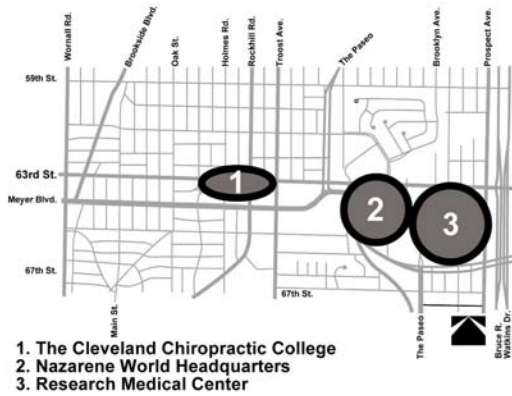 Wornall Rd.
Brookside Blvd.
Oak St.
Holmes Rd.
Rockhill Rd.
Troost Ave.
The Paseo
Brooklyn Ave.
Prospect Ave.
59th St.
63rd St.
Meyer Blvd.
67th St.
1
2
3
67th St.
Main St.
The Paseo
Bruce R.
Watkins Dr.
1. The Cleveland Chiropractic College
2. Nazarene World Headquarters
3. Research Medical Center